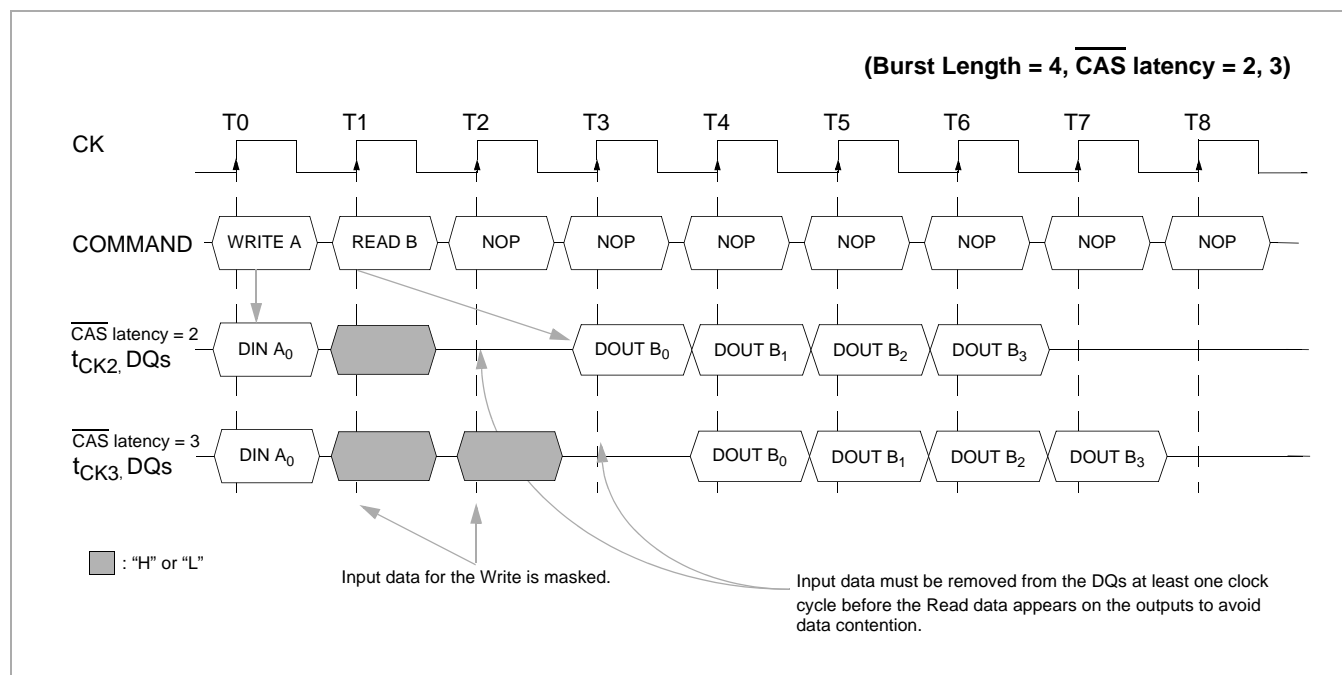 (Burst Length = 4, CAS latency = 2, 3)
T0 T1 T2 T3 T4 T5 T6 T7 T8
CK
COMMAND WRITE A READ B NOP NOP NOP NOP NOP NOP NOP
CAS latency = 2
tCK2, DQs DIN A0 DOUT B0 DOUT B1 DOUT B2 DOUT B3
CAS latency = 3
tCK3, DQs DIN A0 DOUT B0 DOUT B1 DOUT B2 DOUT B3
: “H” or “L”
Input data for the Write is masked.
Input data must be removed from the DQs at least one clock
cycle before the Read data appears on the outputs to avoid
data contention.